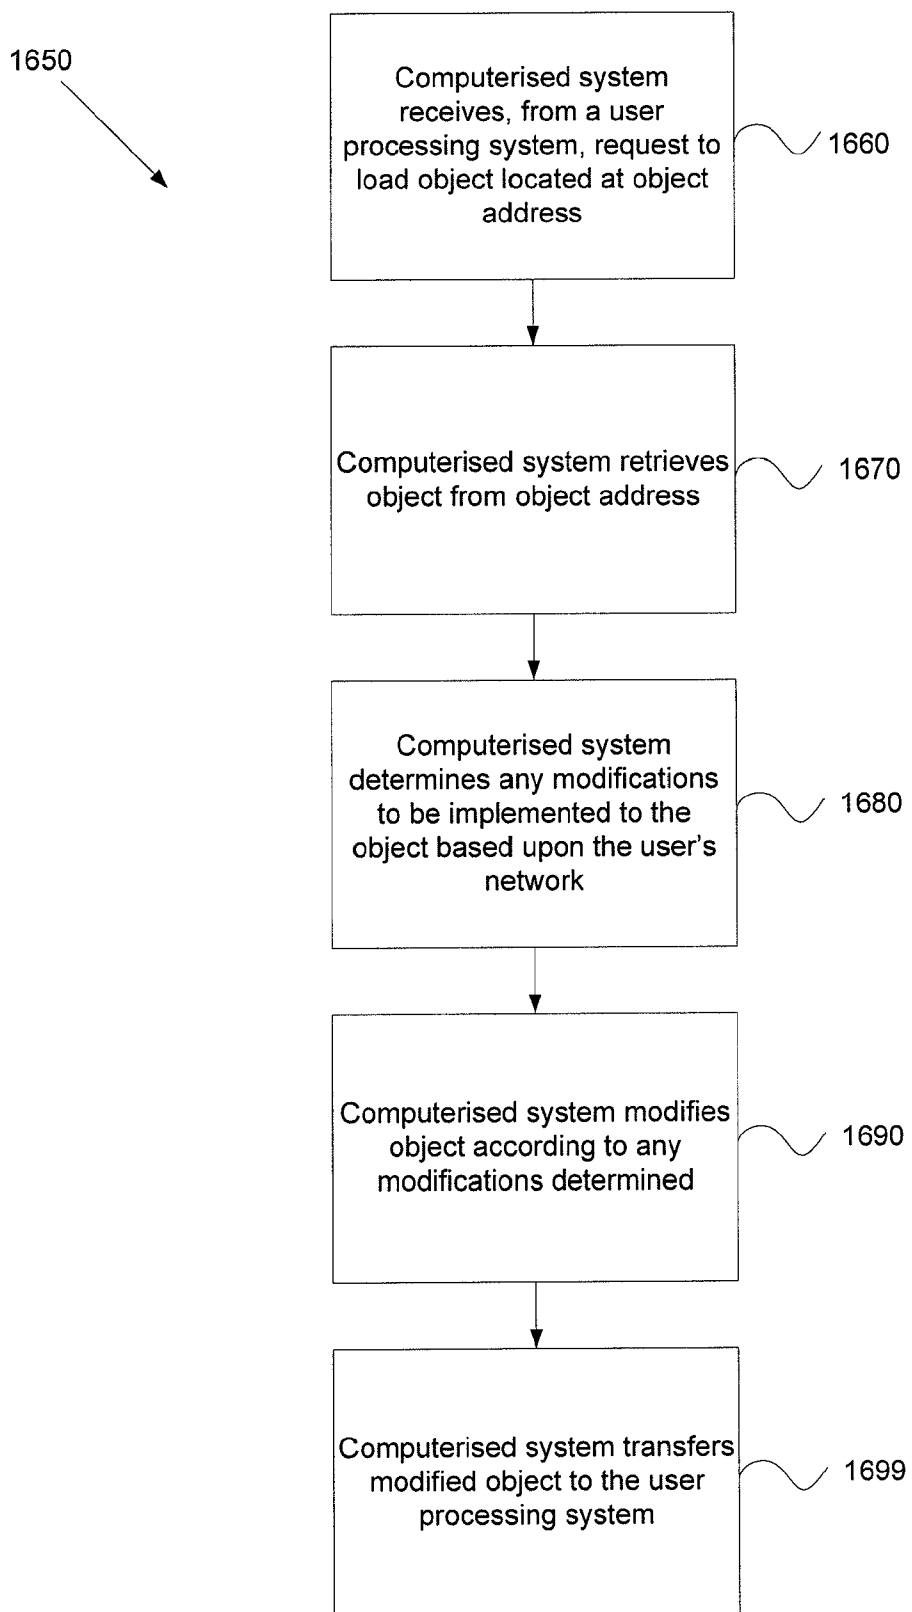 1650
Computerised system
receives, from a user
processing system, request to
load object located at object
address
1660
Computerised system retrieves
object from object address
1670
Computerised system
determines any modifications
to be implemented to the
object based upon the user's
network
1680
Computerised system modifies
object according to any
modifications determined
1690
Computerised system transfers
modified object to the user
processing system
1699